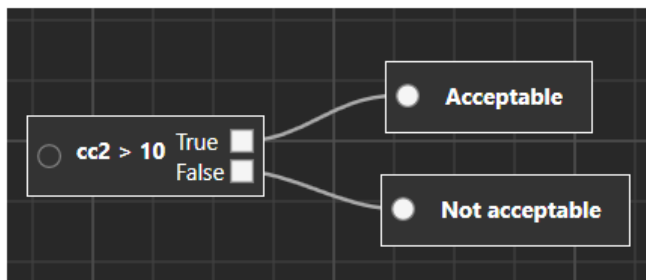 cc2 > 10
True
False
Acceptable
Not acceptable